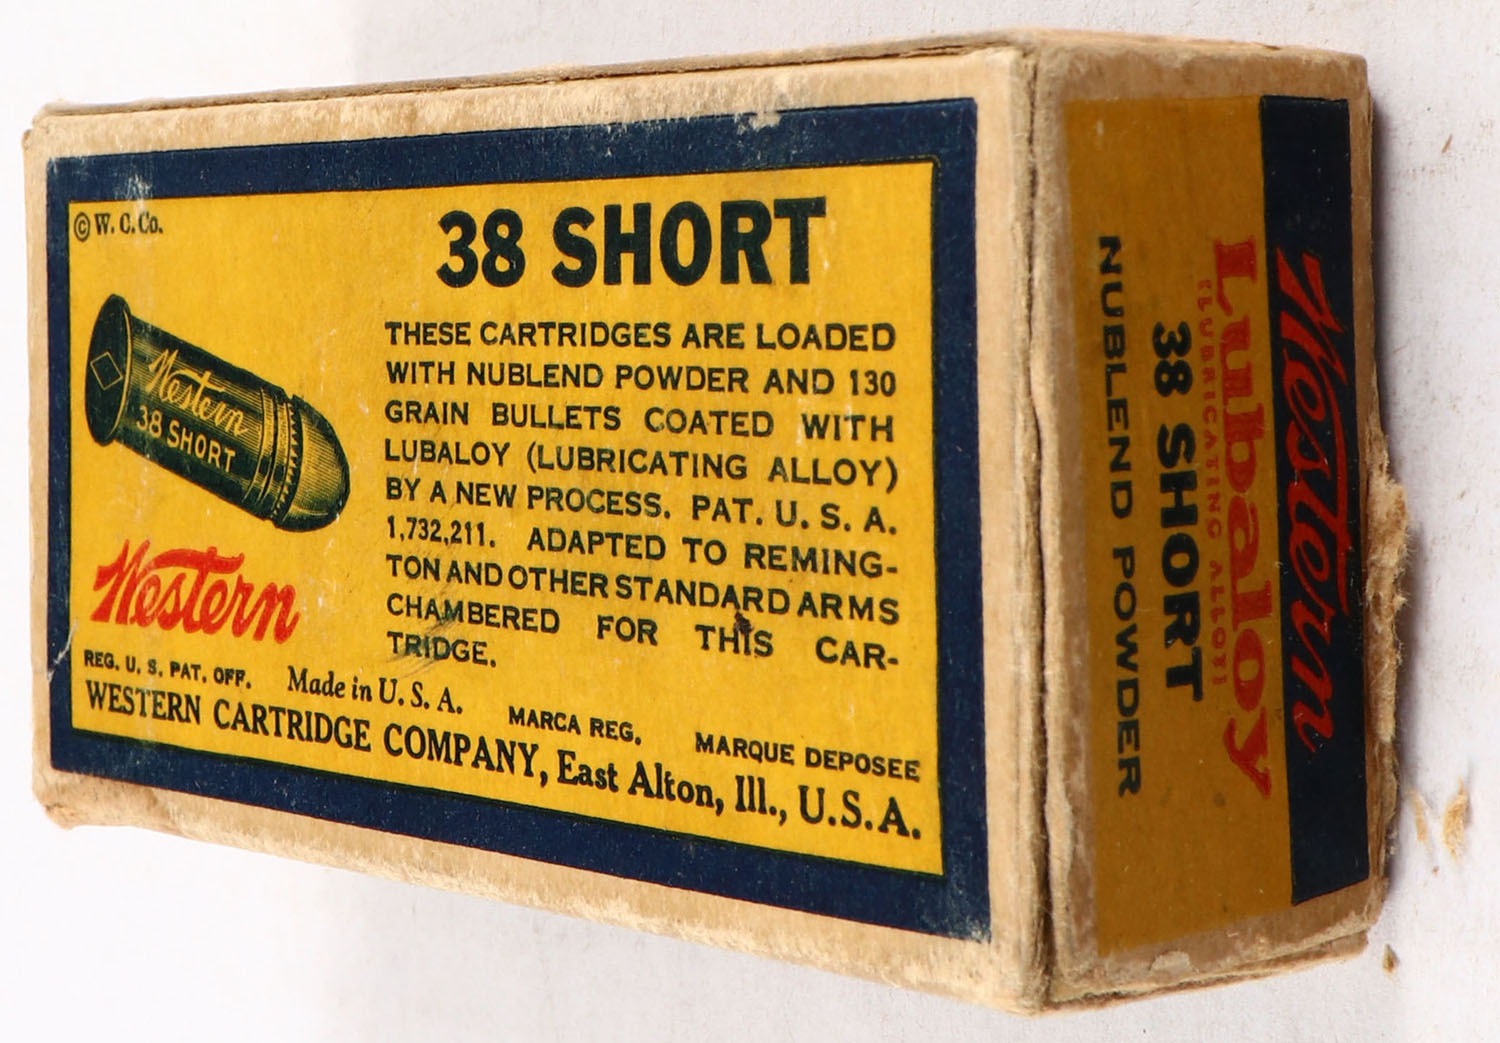 © W. C. Co.
38 SHORT
Western
38 SHORT
THESE CARTRIDGES ARE LOADED
WITH NUBLEND POWDER AND 130
GRAIN BULLETS COATED WITH
LUBALOY (LUBRICATING ALLOY)
BY A NEW PROCESS. PAT. U. S. A.
1,732,211. ADAPTED TO REMING-
TON AND OTHER STANDARD ARMS
CHAMBERED FOR THIS CAR-
TRIDGE.
Western
REG. U. S. PAT. OFF.
Made in U. S. A.
MARCA REG.
MARQUE DEPOSEE
WESTERN CARTRIDGE COMPANY, East Alton, Ill., U.S.A.
Western
Lubaloy
(LUBRICATING ALLOY)
38 SHORT
NUBLEND POWDER